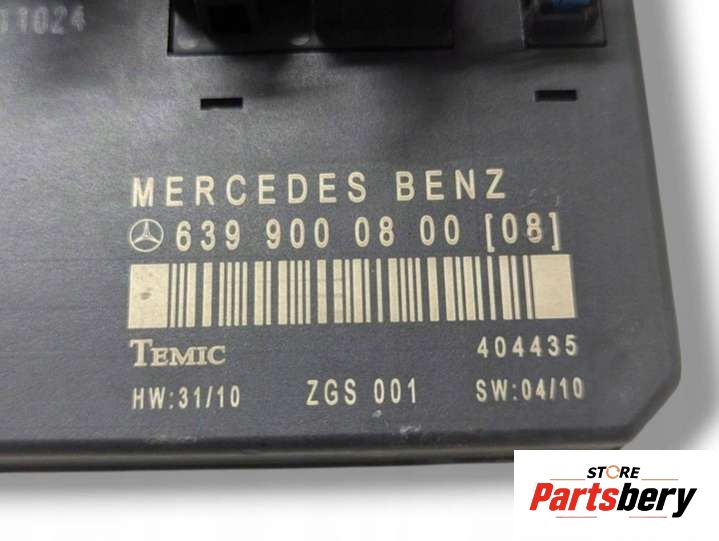 11024
MERCEDES BENZ
639 900 08 00 [08]
TEMIC 404435
HW:31/10 ZGS 001 SW:04/10
STORE
Partsbery